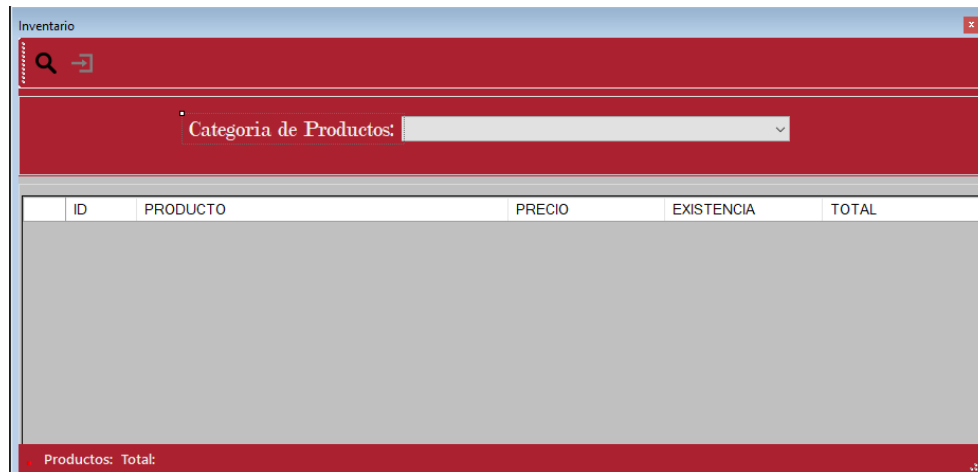 Inventario
Categoria de Productos:
ID PRODUCTO PRECIO EXISTENCIA TOTAL
Productos: Total: